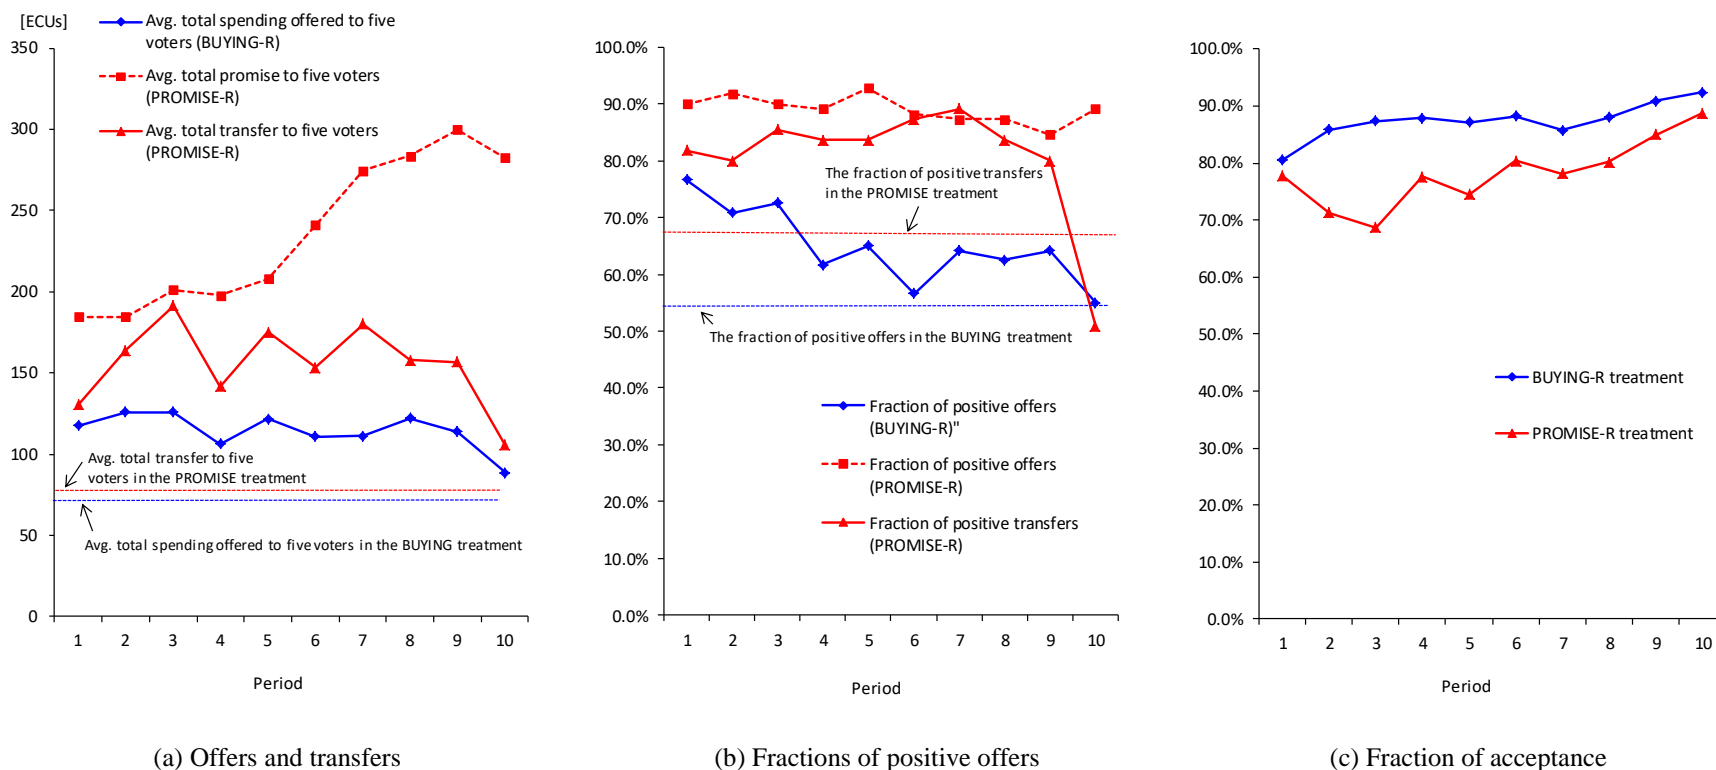 [ECUs]
Avg. total spending offered to five
voters (BUYING-R)
Avg. total promise to five voters
(PROMISE-R)
Avg. total transfer to five voters
(PROMISE-R)
350
300
250
200
150
100
50
0
Avg. total transfer to five
voters in the PROMISE treatment
Avg. total spending offered to five voters in the BUYING treatment
1 2 3 4 5 6 7 8 9 10
Period
(a) Offers and transfers
100.0%
90.0%
80.0%
70.0%
60.0%
50.0%
40.0%
30.0%
20.0%
10.0%
0.0%
The fraction of positive transfers
in the PROMISE treatment
The fraction of positive offers in the BUYING treatment
Fraction of positive offers
(BUYING-R)"
Fraction of positive offers
(PROMISE-R)
Fraction of positive transfers
(PROMISE-R)
1 2 3 4 5 6 7 8 9 10
Period
(b) Fractions of positive offers
100.0%
90.0%
80.0%
70.0%
60.0%
50.0%
40.0%
30.0%
20.0%
10.0%
0.0%
BUYING-R treatment
PROMISE-R treatment
1 2 3 4 5 6 7 8 9 10
Period
(c) Fraction of acceptance